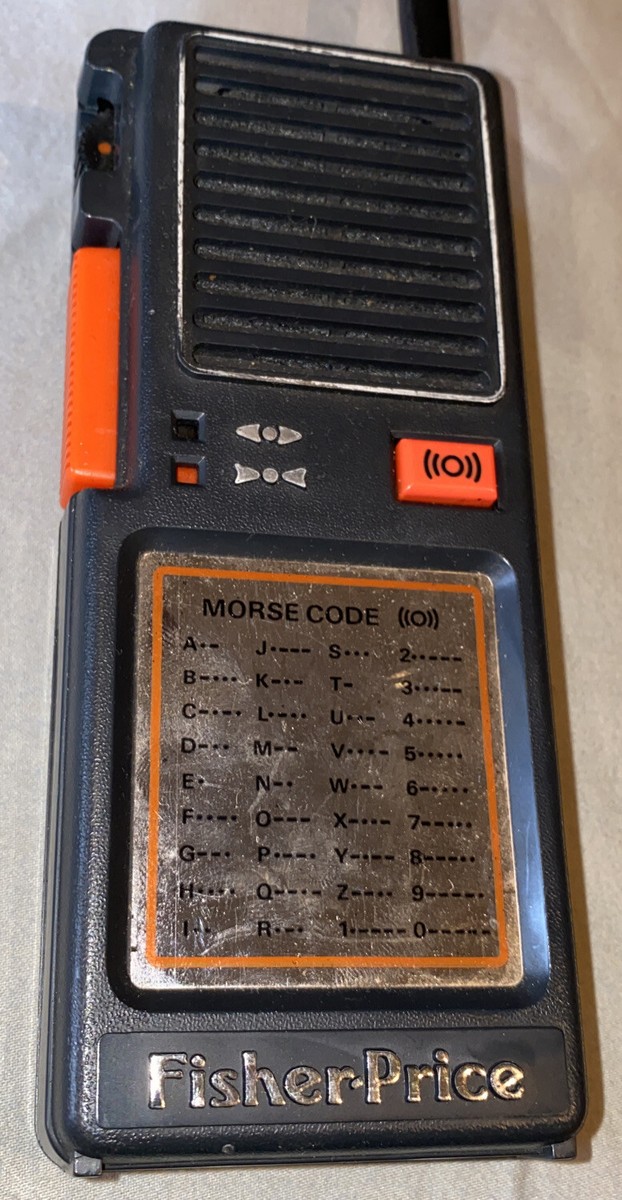 ((O))
MORSE CODE ((O))
A•- J•--- S••• 2••---
B-••• K-•- T- 3•••--
C-•-• L•-•• U••- 4••••-
D-•• M-- V•••- 5•••••
E• N-• W•-- 6-••••
F••-• O--- X-••- 7--•••
G--• P•--• Y-•-- 8---••
H•••• Q--•- Z--•• 9----•
I•• R•-• 1•---- 0-----
Fisher-Price